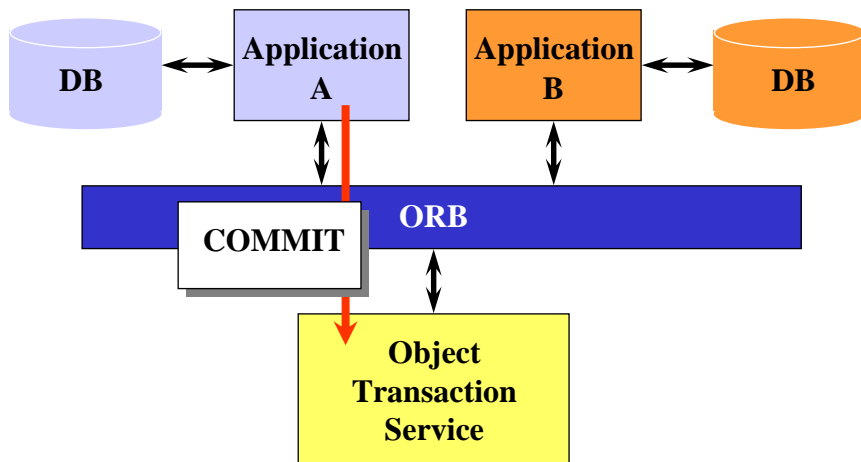 DB
Application
A
Application
B
DB
ORB
COMMIT
Object
Transaction
Service